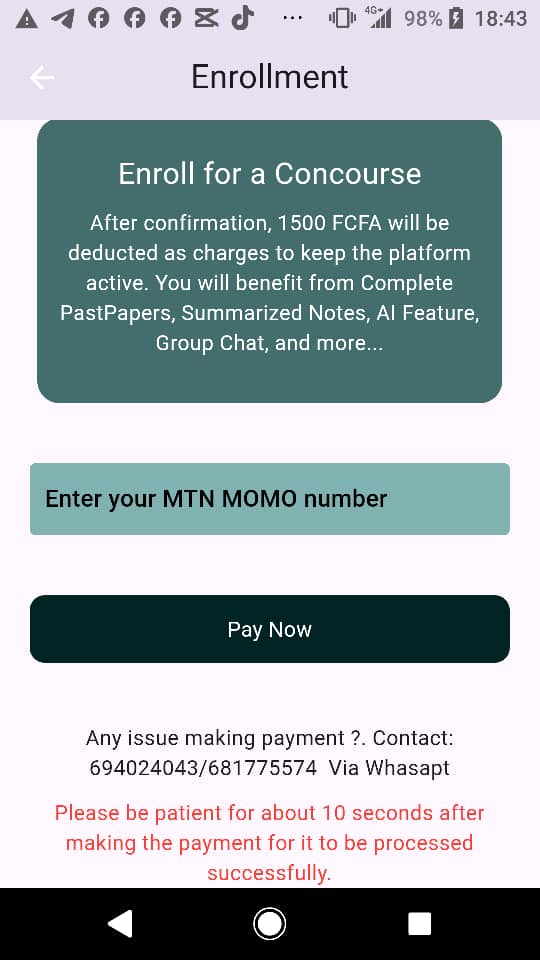 4G+ 98% 18:43
Enrollment
Enroll for a Concourse
After confirmation, 1500 FCFA will be
deducted as charges to keep the platform
active. You will benefit from Complete
PastPapers, Summarized Notes, AI Feature,
Group Chat, and more...
Enter your MTN MOMO number
Pay Now
Any issue making payment ?. Contact:
694024043/681775574 Via Whasapt
Please be patient for about 10 seconds after
making the payment for it to be processed
successfully.